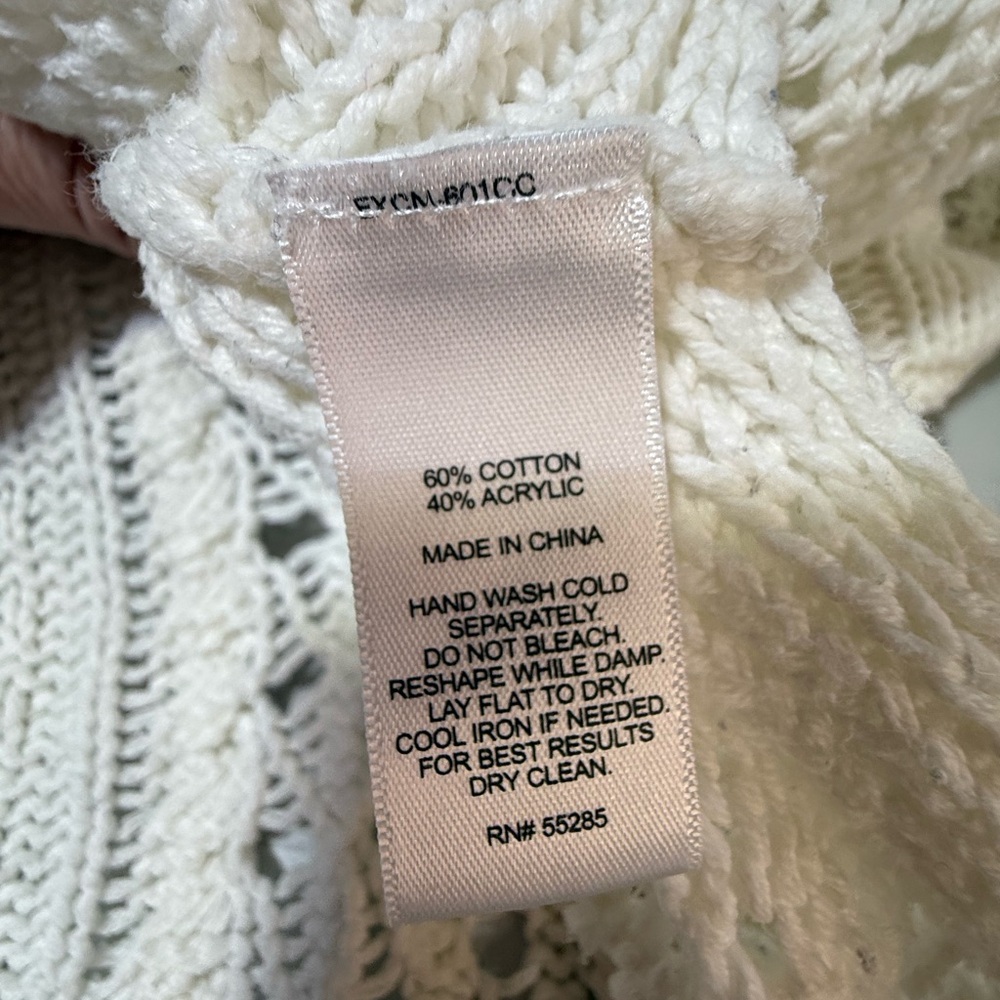 60% COTTON
40% ACRYLIC
MADE IN CHINA
HAND WASH COLD
SEPARATELY.
DO NOT BLEACH.
RESHAPE WHILE DAMP.
LAY FLAT TO DRY.
COOL IRON IF NEEDED.
FOR BEST RESULTS
DRY CLEAN.
RN# 55285